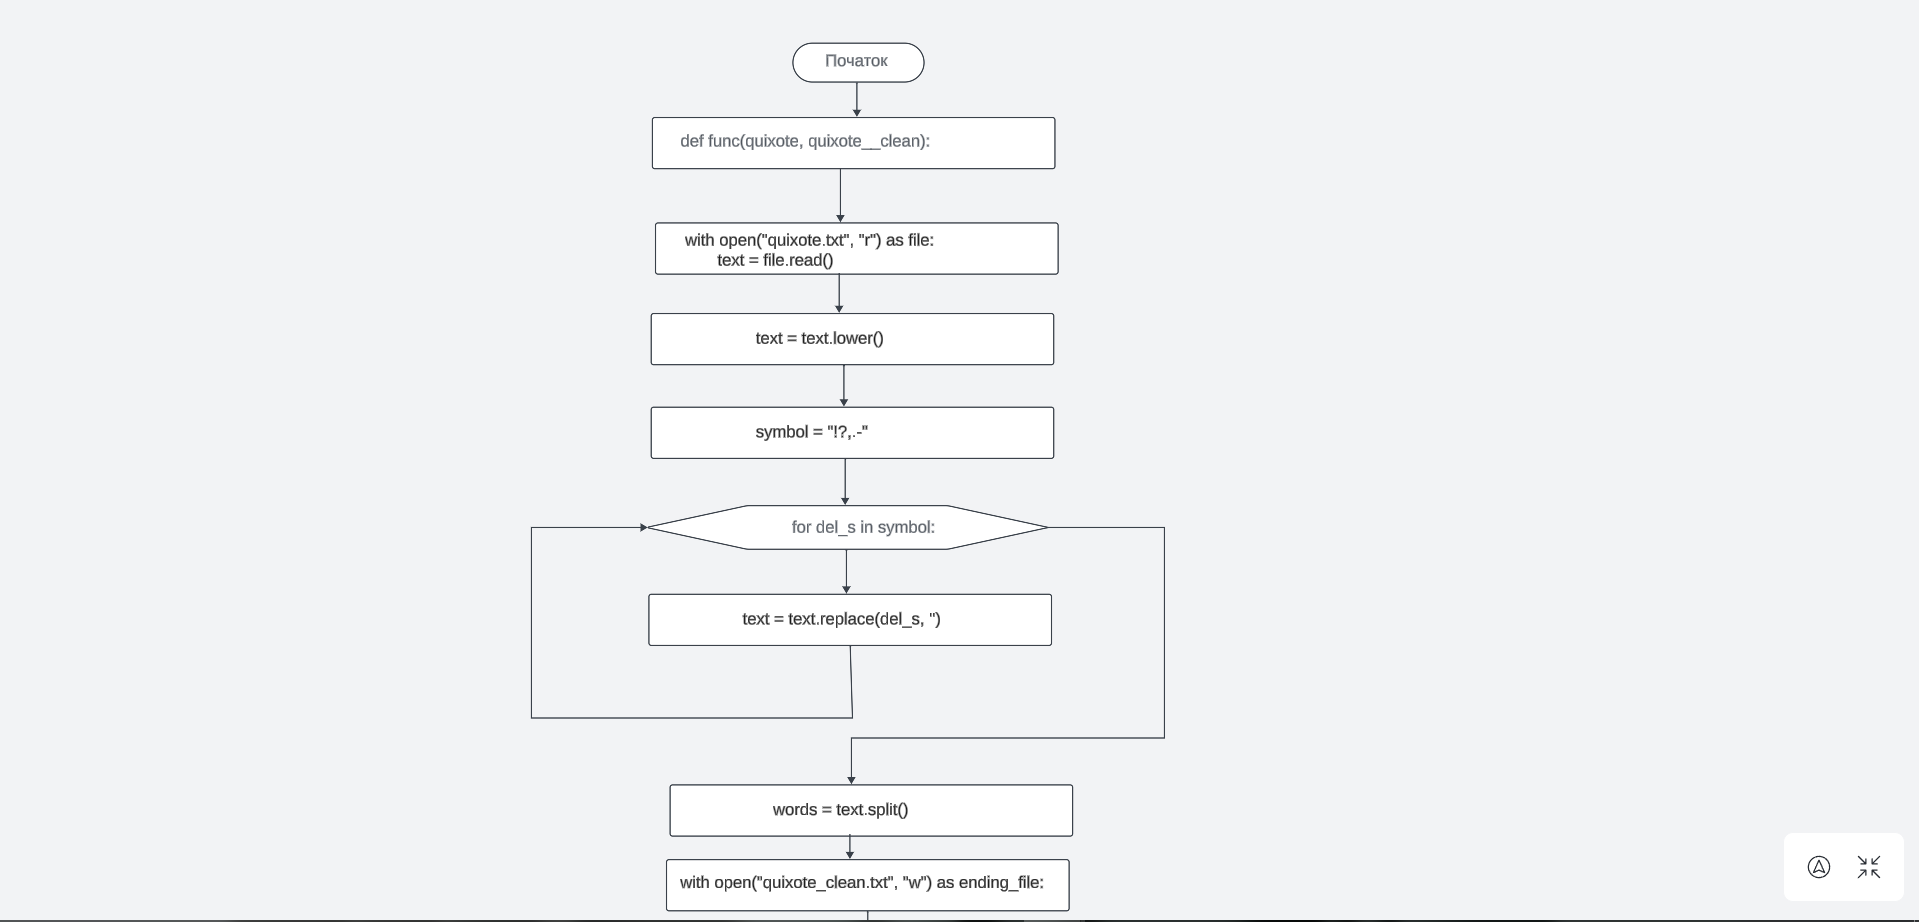 Початок
def func(quixote, quixote__clean):
with open("quixote.txt", "r") as file:
text = file.read()
text = text.lower()
symbol = "!?,.-"
for del_s in symbol:
text = text.replace(del_s, '')
words = text.split()
with open("quixote_clean.txt", "w") as ending_file: